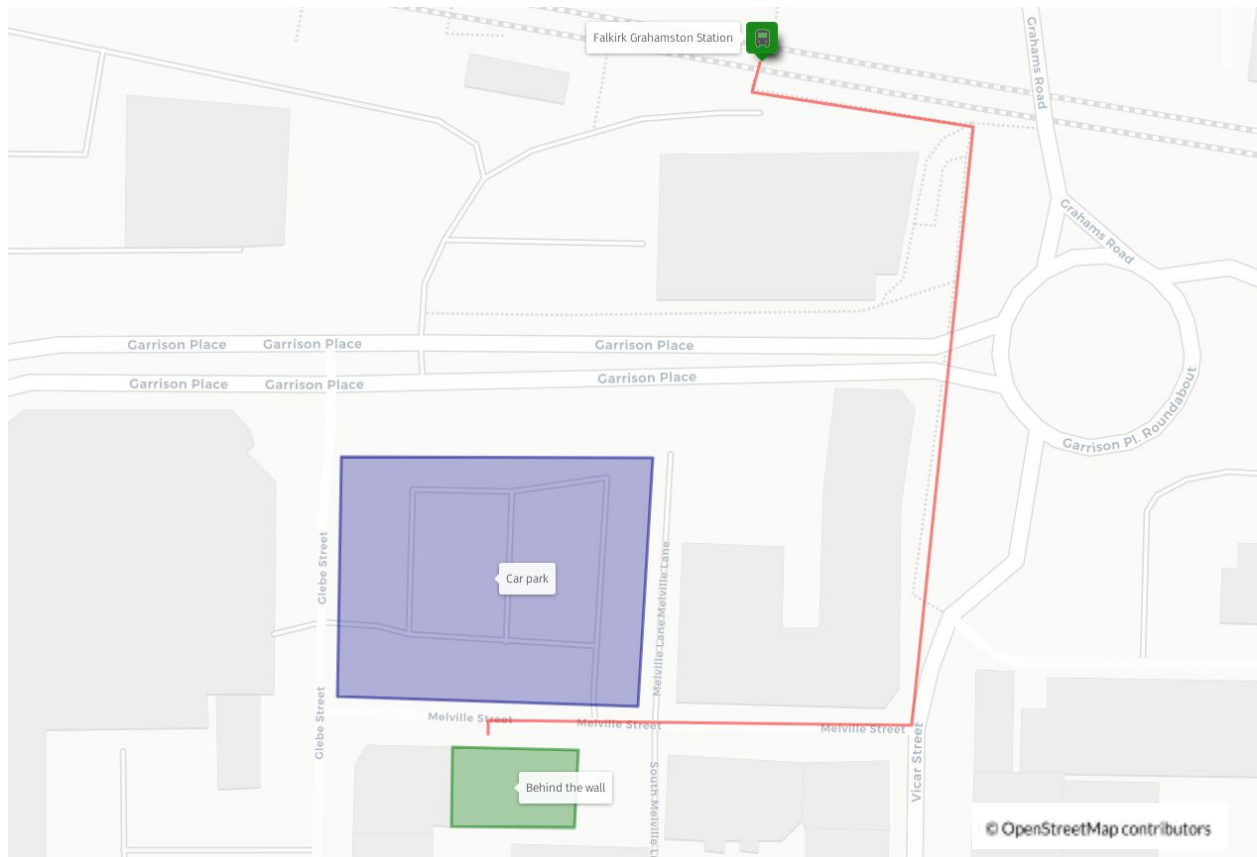 Falkirk Grahamston Station
Grahams Road
Grahams Road
Garrison Place
Garrison Place
Garrison Place
Garrison Place
Garrison Place
Garrison Place
Garrison Pl. Roundabout
Glebe Street
Car park
Melville Lane
Melville Lane
Glebe Street
Melville Street
Melville Street
Melville Street
Vicar Street
Behind the wall
South Melville L
© OpenStreetMap contributors